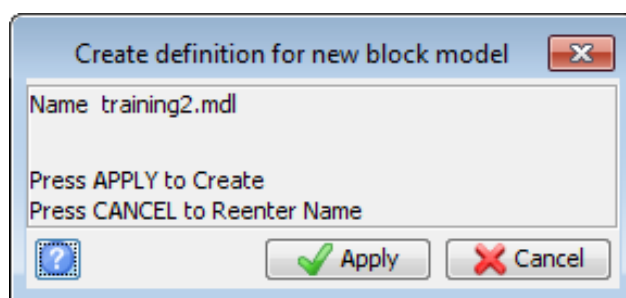 Create definition for new block model
Name training2.mdl
Press APPLY to Create
Press CANCEL to Reenter Name
? Apply Cancel